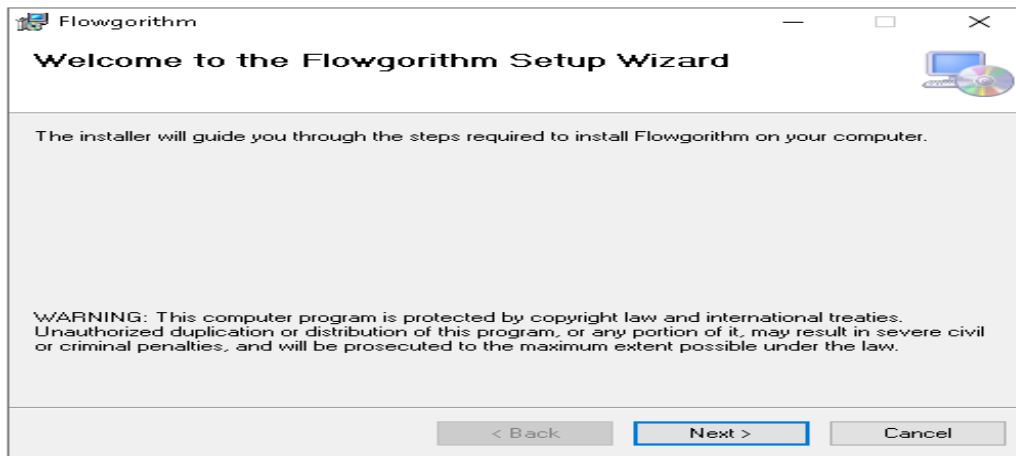 Flowgorithm
Welcome to the Flowgorithm Setup Wizard
The installer will guide you through the steps required to install Flowgorithm on your computer.
WARNING: This computer program is protected by copyright law and international treaties.
Unauthorized duplication or distribution of this program, or any portion of it, may result in severe civil
or criminal penalties, and will be prosecuted to the maximum extent possible under the law.
< Back
Next >
Cancel